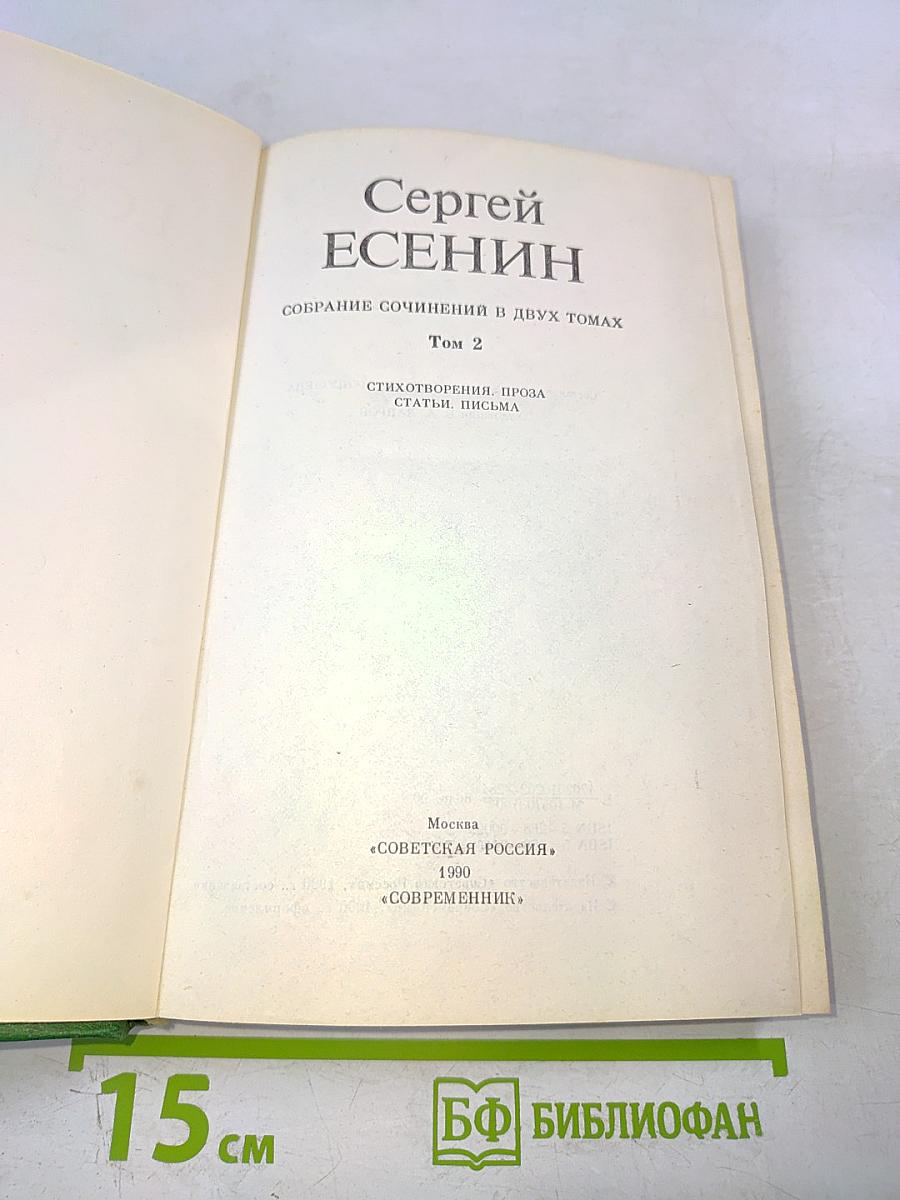 Сергей
ЕСЕНИН
СОБРАНИЕ СОЧИНЕНИЙ В ДВУХ ТОМАХ
Том 2
СТИХОТВОРЕНИЯ. ПРОЗА
СТАТЬИ. ПИСЬМА
Москва
«СОВЕТСКАЯ РОССИЯ»
1990
«СОВРЕМЕННИК»
15 см
БФ БИБЛИОФАН